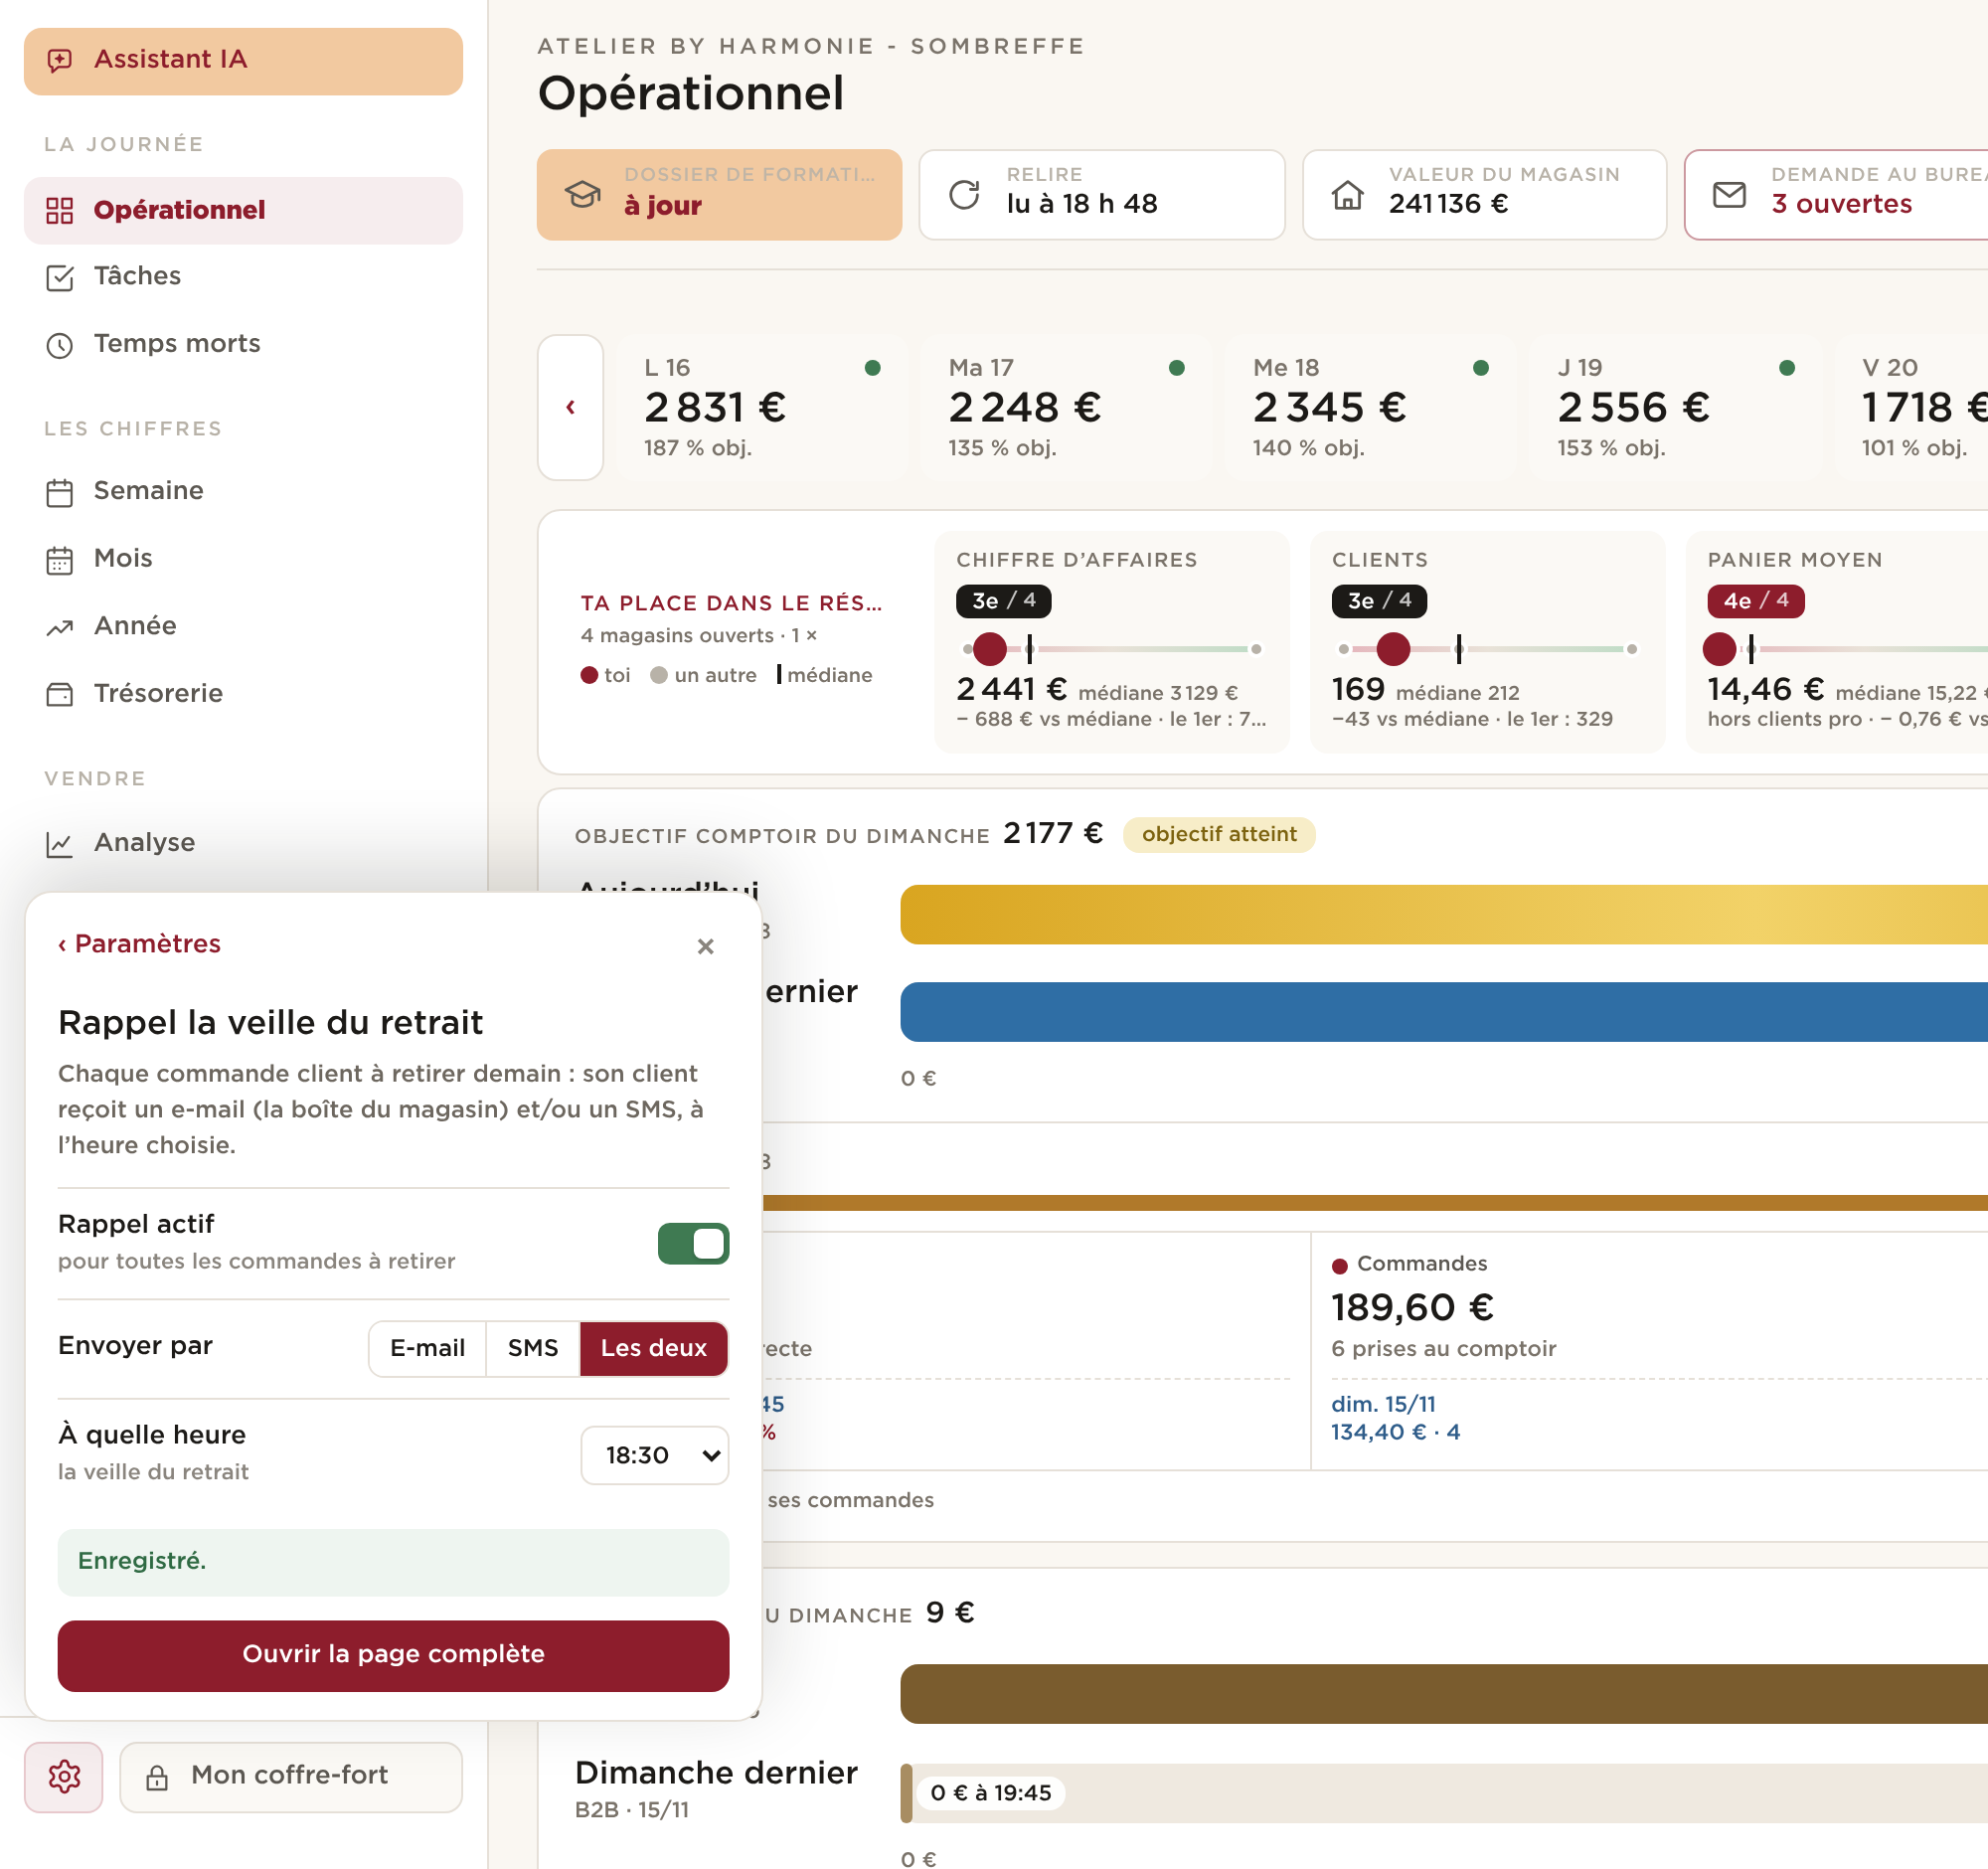 Assistant IA
LA JOURNÉE
Opérationnel
Tâches
Temps morts
LES CHIFFRES
Semaine
Mois
Année
Trésorerie
VENDRE
Analyse
‹ Paramètres
×
Rappel la veille du retrait
Chaque commande client à retirer demain : son client
reçoit un e-mail (la boîte du magasin) et/ou un SMS, à
l’heure choisie.
Rappel actif
pour toutes les commandes à retirer
Envoyer par
E-mail
SMS
Les deux
À quelle heure
la veille du retrait
18:30
Enregistré.
Ouvrir la page complète
Mon coffre-fort
ATELIER BY HARMONIE - SOMBREFFE
Opérationnel
DOSSIER DE FORMATI...
à jour
RELIRE
lu à 18 h 48
VALEUR DU MAGASIN
241 136 €
DEMANDE AU BUREA
3 ouvertes
‹
L 16
2 831 €
187 % obj.
Ma 17
2 248 €
135 % obj.
Me 18
2 345 €
140 % obj.
J 19
2 556 €
153 % obj.
V 20
1 718 €
101 % obj.
TA PLACE DANS LE RÉS...
4 magasins ouverts · 1 ×
toi
un autre
médiane
CHIFFRE D’AFFAIRES
3e / 4
2 441 € médiane 3 129 €
− 688 € vs médiane · le 1er : 7...
CLIENTS
3e / 4
169 médiane 212
−43 vs médiane · le 1er : 329
PANIER MOYEN
4e / 4
14,46 € médiane 15,22 €
hors clients pro · − 0,76 € vs
OBJECTIF COMPTOIR DU DIMANCHE 2 177 € objectif atteint
Aujourd’hui
ernier
0 €
recte
45
%
Commandes
189,60 €
6 prises au comptoir
dim. 15/11
134,40 € · 4
ses commandes
U DIMANCHE 9 €
Dimanche dernier
B2B · 15/11
0 € à 19:45
0 €